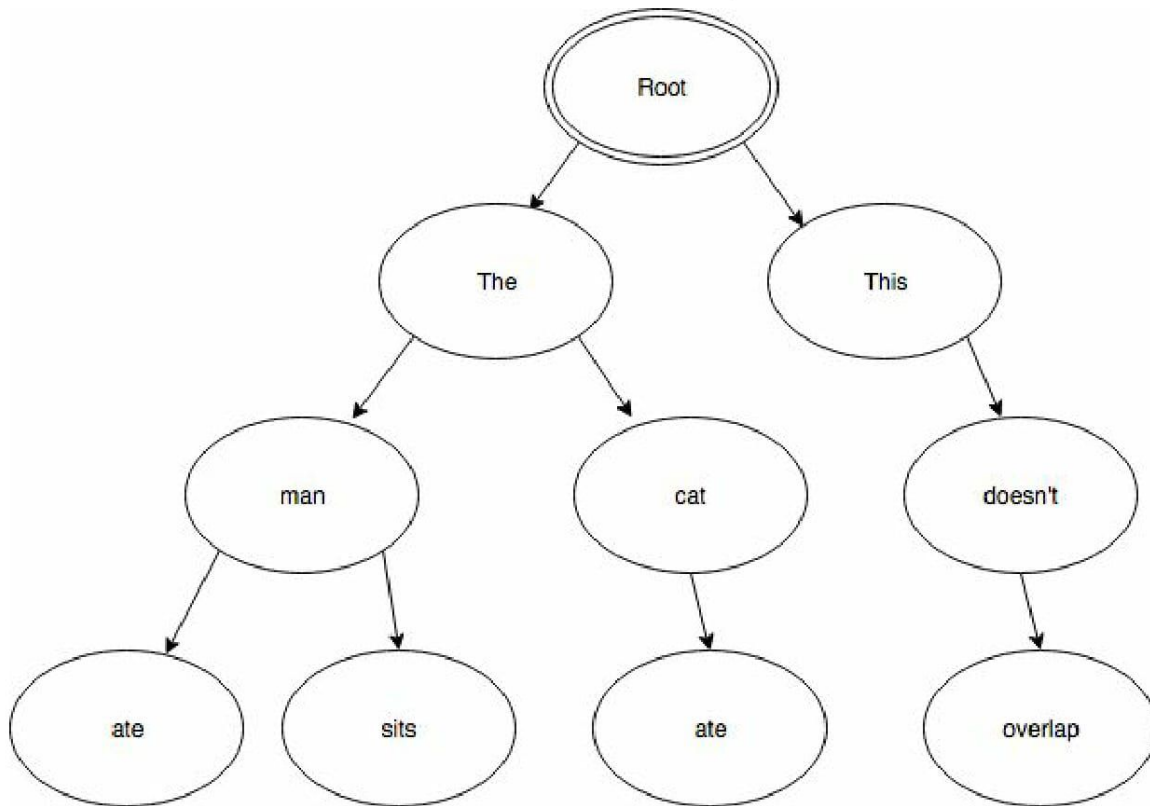 Root
The
This
man
cat
doesn't
ate
sits
ate
overlap